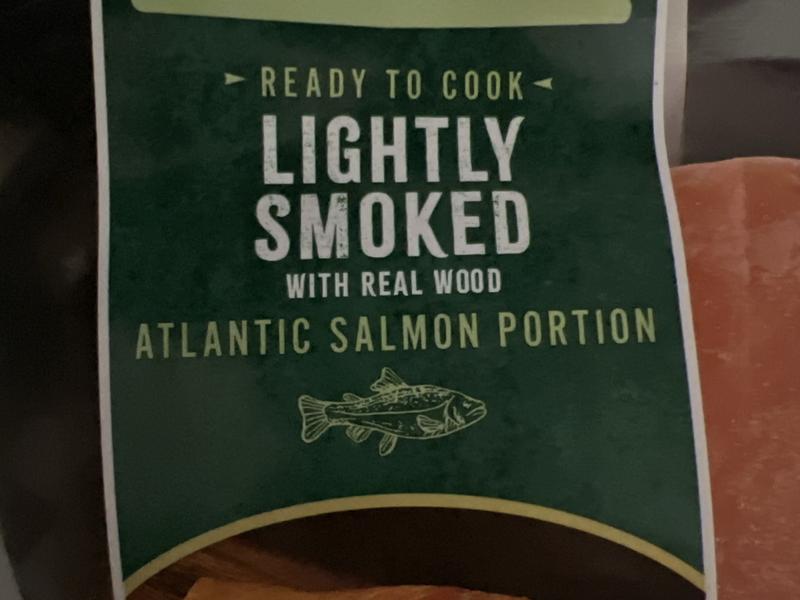 READY TO COOK
LIGHTLY
SMOKED
WITH REAL WOOD
ATLANTIC SALMON PORTION